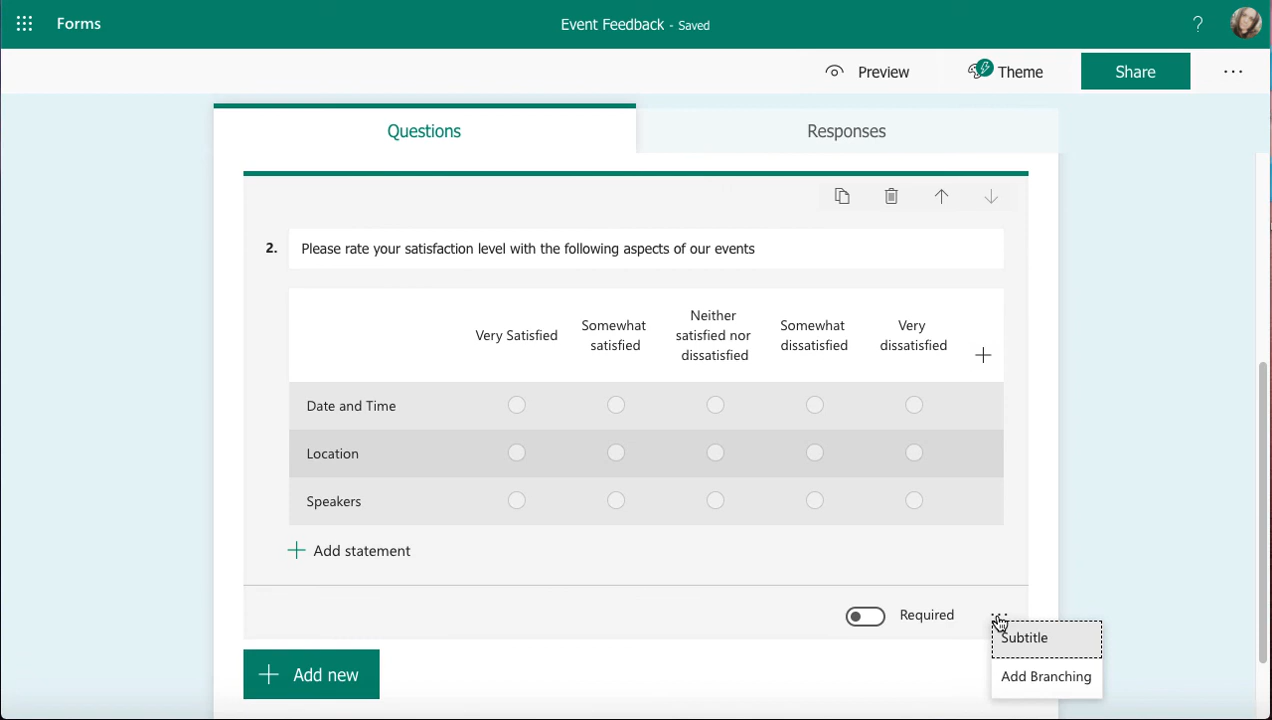 Forms
Event Feedback - Saved
?
Preview
Theme
Share
Questions
Responses
2. Please rate your satisfaction level with the following aspects of our events
Very Satisfied
Somewhat
satisfied
Neither
satisfied nor
dissatisfied
Somewhat
dissatisfied
Very
dissatisfied
Date and Time
Location
Speakers
Add statement
Required
Subtitle
Add Branching
Add new